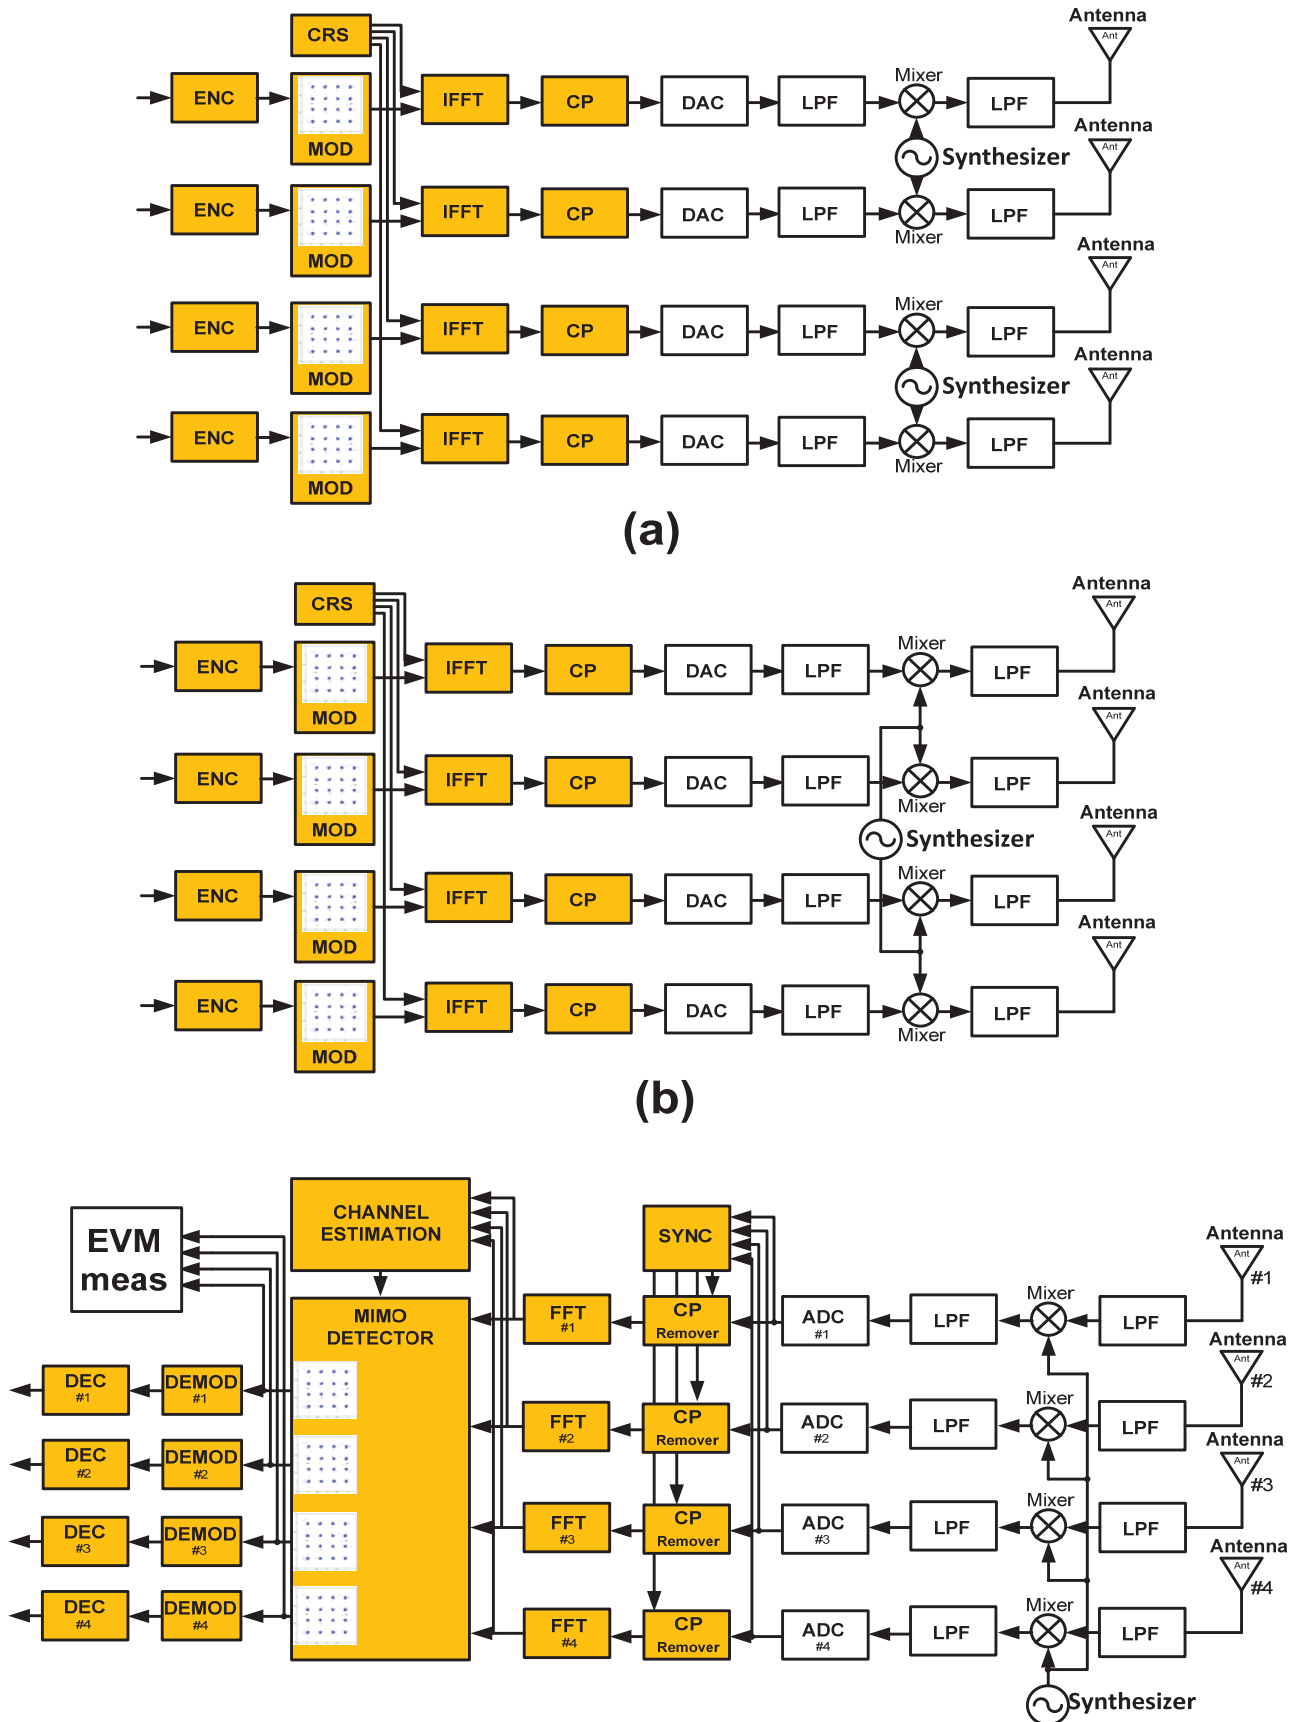 Antenna
Ant
CRS
Mixer
ENC
MOD
IFFT
CP
DAC
LPF
LPF
Antenna
Ant
Synthesizer
ENC
MOD
IFFT
CP
DAC
LPF
Mixer
LPF
Antenna
Ant
Mixer
ENC
MOD
IFFT
CP
DAC
LPF
LPF
Antenna
Ant
Synthesizer
ENC
MOD
IFFT
CP
DAC
LPF
Mixer
LPF
(a)
Antenna
Ant
CRS
Mixer
ENC
MOD
IFFT
CP
DAC
LPF
LPF
Antenna
Ant
ENC
MOD
IFFT
CP
DAC
LPF
Mixer
LPF
Synthesizer
Antenna
Ant
Mixer
ENC
MOD
IFFT
CP
DAC
LPF
LPF
Antenna
Ant
ENC
MOD
IFFT
CP
DAC
LPF
Mixer
LPF
(b)
EVM
meas
CHANNEL
ESTIMATION
SYNC
Antenna
Ant
#1
MIMO
DETECTOR
FFT
#1
CP
Remover
ADC
#1
LPF
Mixer
LPF
Antenna
Ant
#2
DEC
#1
DEMOD
#1
FFT
#2
CP
Remover
ADC
#2
LPF
Mixer
LPF
Antenna
Ant
#3
DEC
#2
DEMOD
#2
FFT
#3
CP
Remover
ADC
#3
LPF
Mixer
LPF
Antenna
Ant
#4
DEC
#3
DEMOD
#3
DEC
#4
DEMOD
#4
FFT
#4
CP
Remover
ADC
#4
LPF
Mixer
LPF
Synthesizer